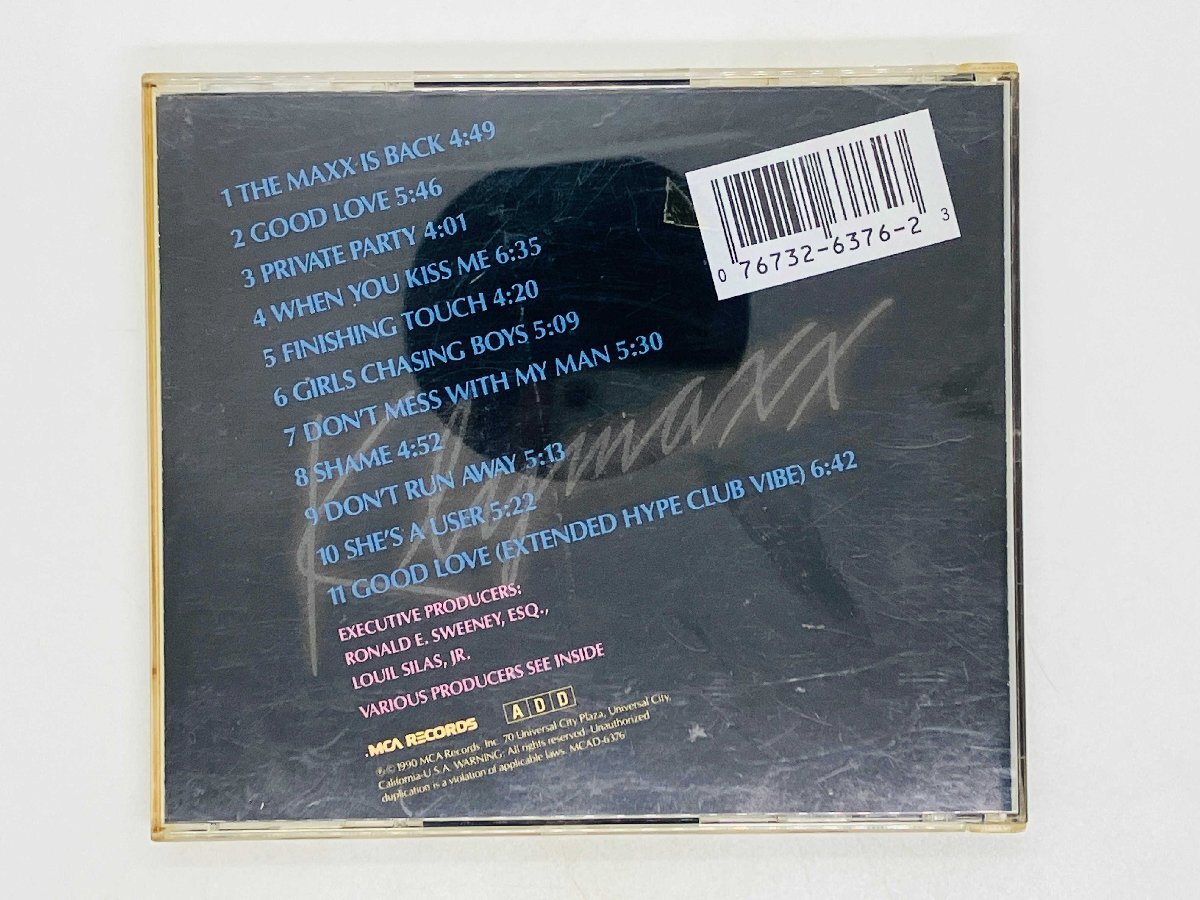 1 THE MAXX IS BACK 4:49
2 GOOD LOVE 5:46
3 PRIVATE PARTY 4:01
4 WHEN YOU KISS ME 6:35
5 FINISHING TOUCH 4:20
6 GIRLS CHASING BOYS 5:09
7 DON'T MESS WITH MY MAN 5:30
8 SHAME 4:52
9 DON'T RUN AWAY 5:13
10 SHE'S A USER 5:22
11 GOOD LOVE (EXTENDED HYPE CLUB VIBE) 6:42
Klymaxx
0 76732-6376-2 3
EXECUTIVE PRODUCERS:
RONALD E. SWEENEY, ESQ.,
LOUIL SILAS, JR.
VARIOUS PRODUCERS SEE INSIDE
MCA RECORDS
ADD
℗ © 1990 MCA Records, Inc. 70 Universal City Plaza, Universal City,
California-U.S.A. WARNING: All rights reserved. Unauthorized
duplication is a violation of applicable laws. MCAD-6376